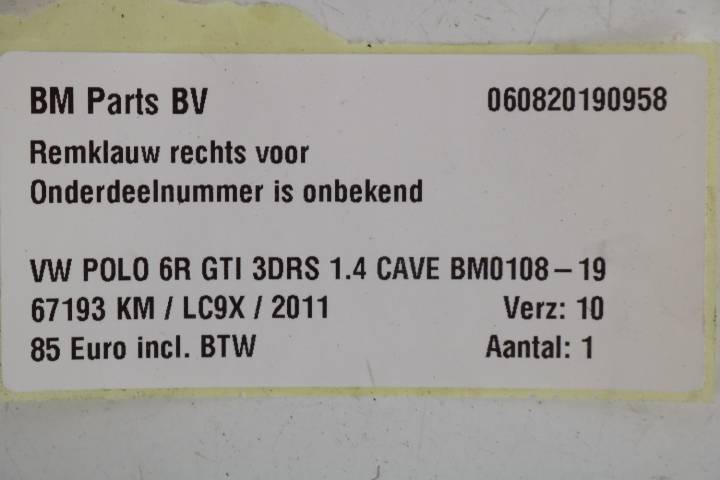 BM Parts BV 060820190958
Remklauw rechts voor
Onderdeelnummer is onbekend
VW POLO 6R GTI 3DRS 1.4 CAVE BM0108-19
67193 KM / LC9X / 2011 Verz: 10
85 Euro incl. BTW Aantal: 1